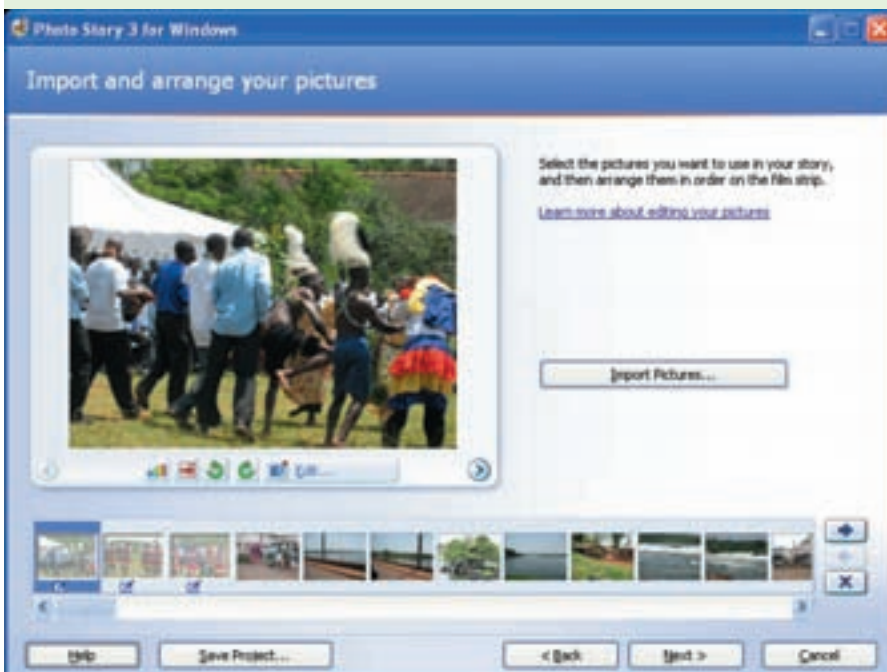 Photo Story 3 for Windows
Import and arrange your pictures
Select the pictures you want to use in your story,
and then arrange them in order on the film strip.
Learn more about editing your pictures
Import Pictures...
Edit...
Help
Save Project...
< Back
Next >
Cancel